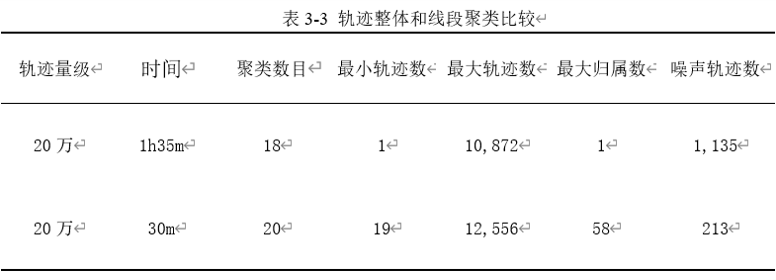 表 3-3 轨迹整体和线段聚类比较
轨迹量级 时间 聚类数目 最小轨迹数 最大轨迹数 最大归属数 噪声轨迹数
20 万 1h35m 18 1 10,872 1 1,135
20 万 30m 20 19 12,556 58 213